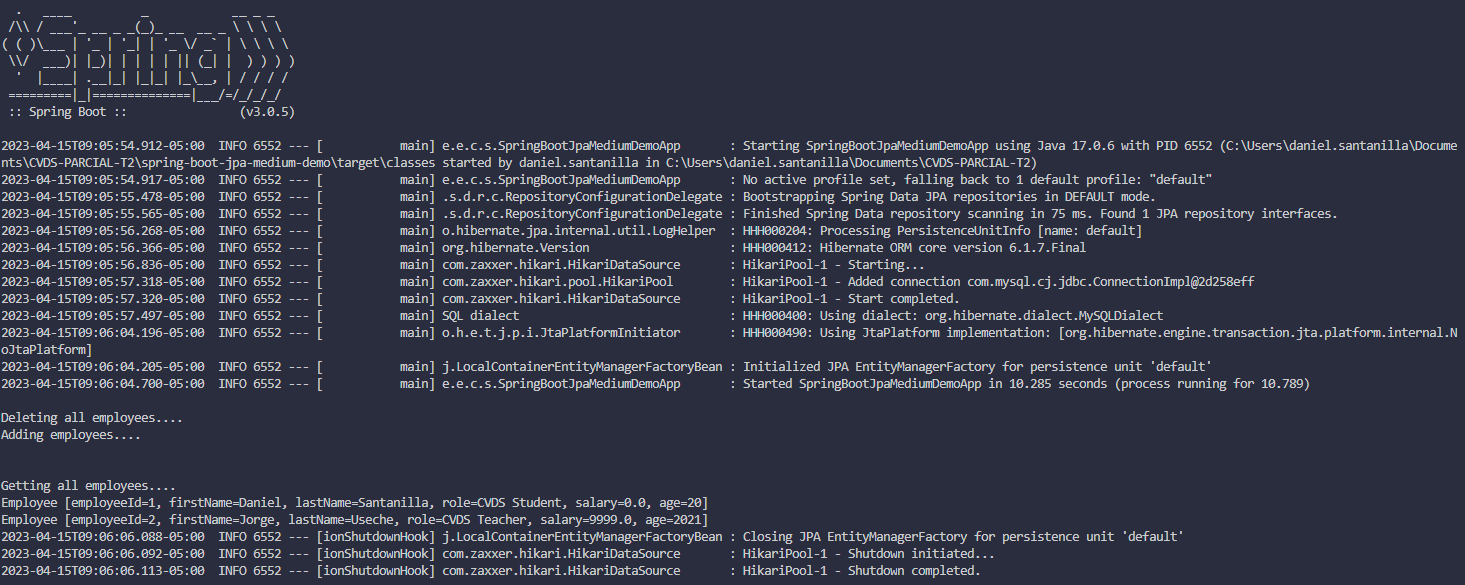 .   ____          _            __ _ _
 /\\ / ___'_ __ _ _(_)_ __  __ _ \ \ \ \
( ( )\___ | '_ | '_| | '_ \/ _` | \ \ \ \
 \\/  ___)| |_)| | | | | || (_| |  ) ) ) )
  '  |____| .__|_| |_|_| |_\__, | / / / /
 =========|_|==============|___/=/_/_/_/
 :: Spring Boot ::                (v3.0.5)

2023-04-15T09:05:54.912-05:00  INFO 6552 --- [           main] e.e.c.s.SpringBootJpaMediumDemoApp       : Starting SpringBootJpaMediumDemoApp using Java 17.0.6 with PID 6552 (C:\Users\daniel.santanilla\Docume
nts\CVDS-PARCIAL-T2\spring-boot-jpa-medium-demo\target\classes started by daniel.santanilla in C:\Users\daniel.santanilla\Documents\CVDS-PARCIAL-T2)
2023-04-15T09:05:54.917-05:00  INFO 6552 --- [           main] e.e.c.s.SpringBootJpaMediumDemoApp       : No active profile set, falling back to 1 default profile: "default"
2023-04-15T09:05:55.478-05:00  INFO 6552 --- [           main] .s.d.r.c.RepositoryConfigurationDelegate : Bootstrapping Spring Data JPA repositories in DEFAULT mode.
2023-04-15T09:05:55.565-05:00  INFO 6552 --- [           main] .s.d.r.c.RepositoryConfigurationDelegate : Finished Spring Data repository scanning in 75 ms. Found 1 JPA repository interfaces.
2023-04-15T09:05:56.268-05:00  INFO 6552 --- [           main] o.hibernate.jpa.internal.util.LogHelper  : HHH000204: Processing PersistenceUnitInfo [name: default]
2023-04-15T09:05:56.366-05:00  INFO 6552 --- [           main] org.hibernate.Version                    : HHH000412: Hibernate ORM core version 6.1.7.Final
2023-04-15T09:05:56.836-05:00  INFO 6552 --- [           main] com.zaxxer.hikari.HikariDataSource       : HikariPool-1 - Starting...
2023-04-15T09:05:57.318-05:00  INFO 6552 --- [           main] com.zaxxer.hikari.pool.HikariPool        : HikariPool-1 - Added connection com.mysql.cj.jdbc.ConnectionImpl@2d258eff
2023-04-15T09:05:57.320-05:00  INFO 6552 --- [           main] com.zaxxer.hikari.HikariDataSource       : HikariPool-1 - Start completed.
2023-04-15T09:05:57.497-05:00  INFO 6552 --- [           main] SQL dialect                              : HHH000400: Using dialect: org.hibernate.dialect.MySQLDialect
2023-04-15T09:06:04.196-05:00  INFO 6552 --- [           main] o.h.e.t.j.p.i.JtaPlatformInitiator       : HHH000490: Using JtaPlatform implementation: [org.hibernate.engine.transaction.jta.platform.internal.N
oJtaPlatform]
2023-04-15T09:06:04.205-05:00  INFO 6552 --- [           main] j.LocalContainerEntityManagerFactoryBean : Initialized JPA EntityManagerFactory for persistence unit 'default'
2023-04-15T09:06:04.700-05:00  INFO 6552 --- [           main] e.e.c.s.SpringBootJpaMediumDemoApp       : Started SpringBootJpaMediumDemoApp in 10.285 seconds (process running for 10.789)

Deleting all employees....
Adding employees....


Getting all employees....
Employee [employeeId=1, firstName=Daniel, lastName=Santanilla, role=CVDS Student, salary=0.0, age=20]
Employee [employeeId=2, firstName=Jorge, lastName=Useche, role=CVDS Teacher, salary=9999.0, age=2021]
2023-04-15T09:06:06.088-05:00  INFO 6552 --- [ionShutdownHook] j.LocalContainerEntityManagerFactoryBean : Closing JPA EntityManagerFactory for persistence unit 'default'
2023-04-15T09:06:06.092-05:00  INFO 6552 --- [ionShutdownHook] com.zaxxer.hikari.HikariDataSource       : HikariPool-1 - Shutdown initiated...
2023-04-15T09:06:06.113-05:00  INFO 6552 --- [ionShutdownHook] com.zaxxer.hikari.HikariDataSource       : HikariPool-1 - Shutdown completed.